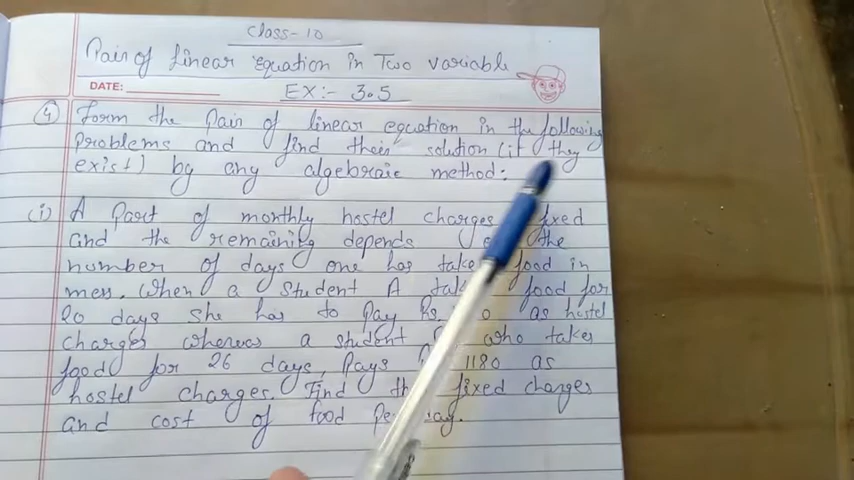 Class-10
Pair of linear equation in Two variable
DATE:
EX:- 3.5
(4) Form the pair of linear equation in the following
problems and find their solution (if they
exist) by any algebraic method:
(i) A part of monthly hostel charges fixed
and the remaining depends the
number of days one has take food in
mess. When a student A food for
20 days she has to pay Rs. as hostel
charges whereas a student who takes
food for 26 days, pays 1180 as
hostel charges. Find the fixed charges
and cost of food per day.